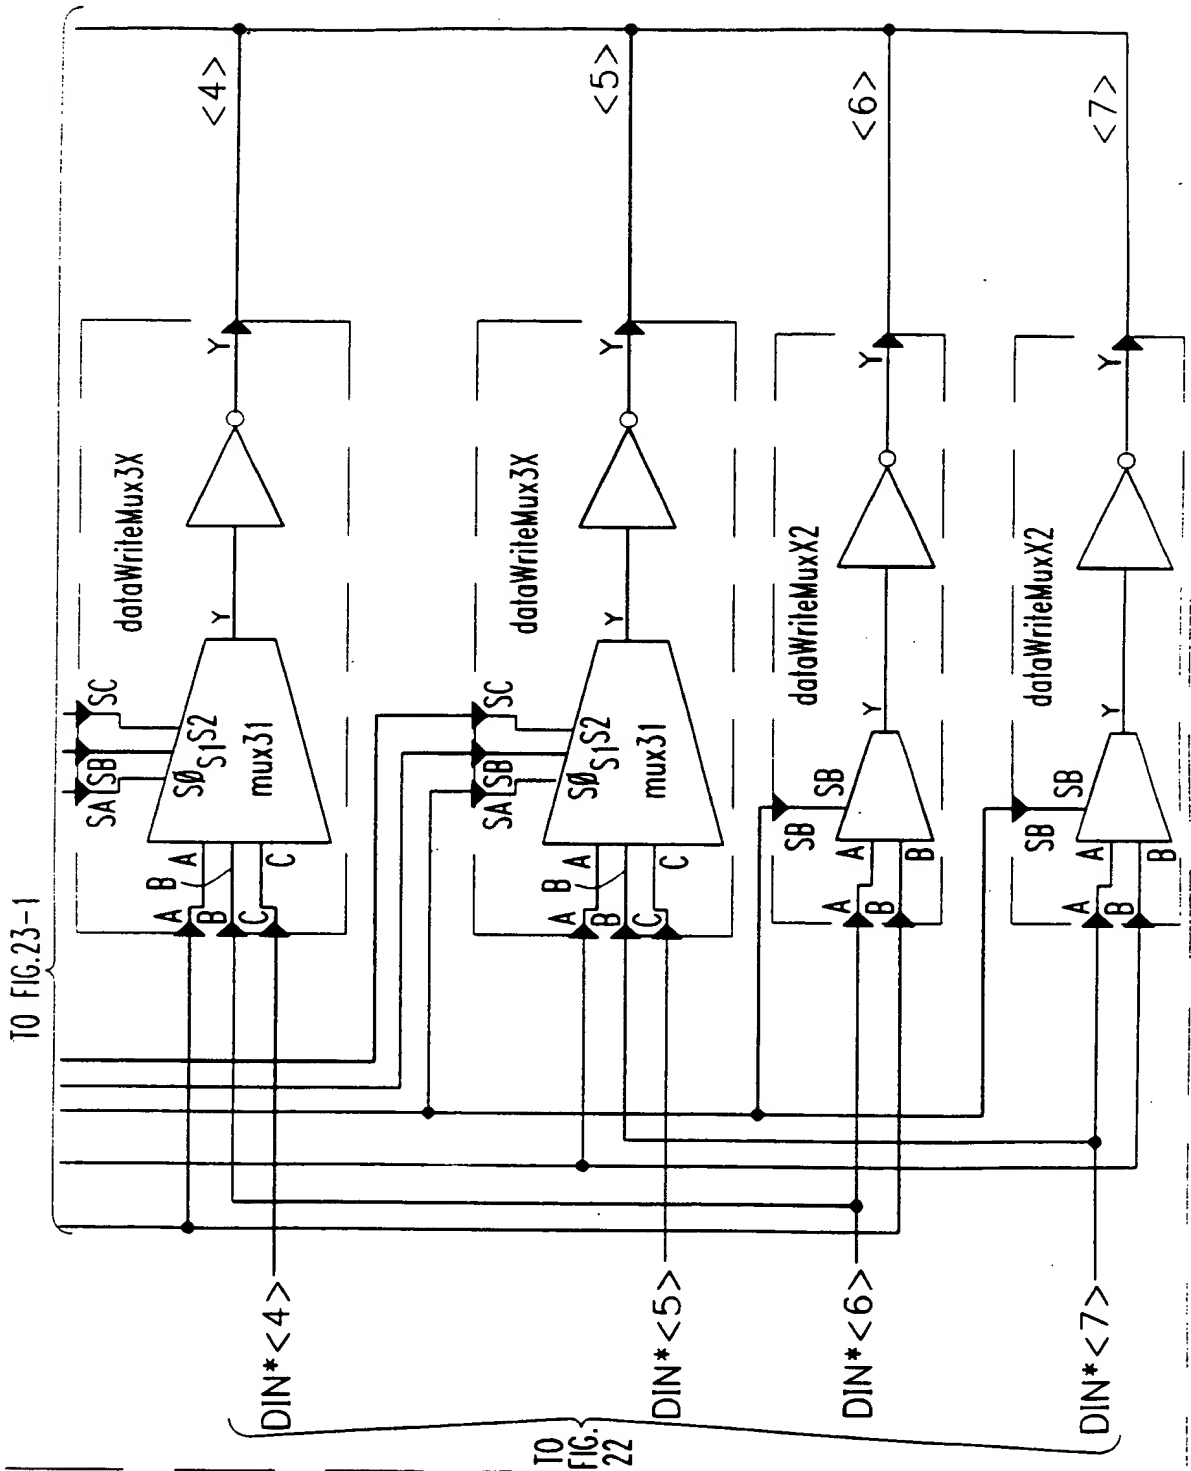 TO FIG.23-1
<4>
<5>
<6>
<7>
dataWriteMux3X
SA
SB
SC
SØ
S1
S2
mux31
A
B
C
A
B
C
Y
Y
dataWriteMux3X
SA
SB
SC
SØ
S1
S2
mux31
A
B
C
A
B
C
Y
Y
dataWriteMuxX2
SB
SB
A
B
A
B
Y
Y
dataWriteMuxX2
SB
SB
A
B
A
B
Y
Y
DIN*<4>
DIN*<5>
DIN*<6>
DIN*<7>
TO
FIG.
22